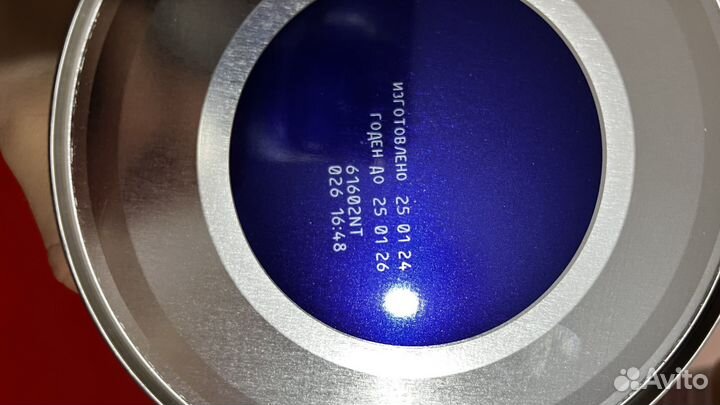 ИЗГОТОВЛЕНО 25 01 24
ГОДЕН ДО 25 01 26
61602NT
026 16:48
Avito